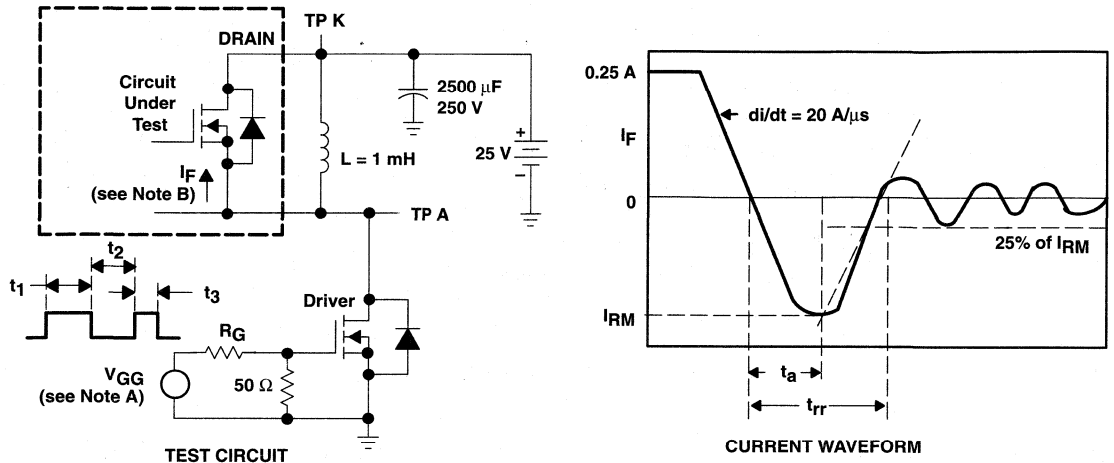 TP K
DRAIN
Circuit
Under
Test
2500 µF
250 V
+
25 V
−
L = 1 mH
IF
(see Note B)
TP A
t2
t1
t3
Driver
RG
VGG
(see Note A)
50 Ω
TEST CIRCUIT
0.25 A
di/dt = 20 A/µs
IF
0
25% of IRM
IRM
ta
trr
CURRENT WAVEFORM